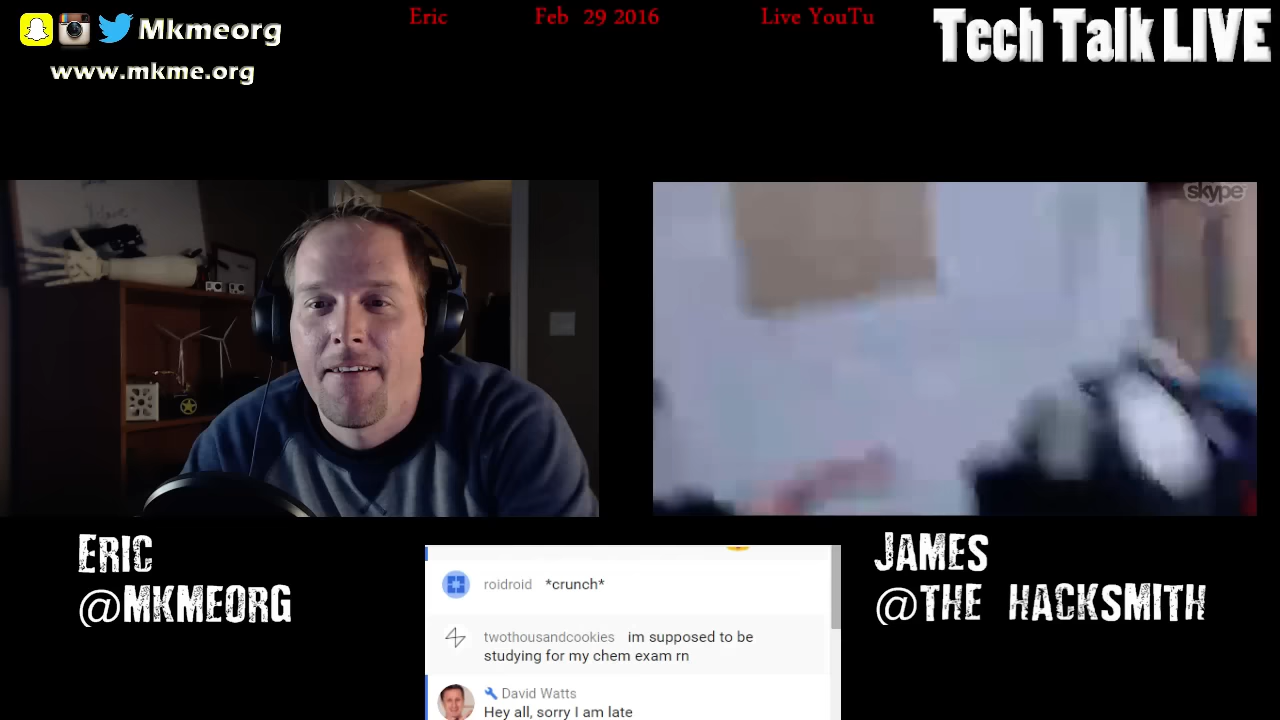 Mkmeorg
www.mkme.org
Eric Feb 29 2016 Live YouTu
Tech Talk LIVE
skype
ERIC
@MKMEORG
JAMES
@THE HACKSMITH
roidroid *crunch*
twothousandcookies im supposed to be
studying for my chem exam rn
David Watts
Hey all, sorry I am late